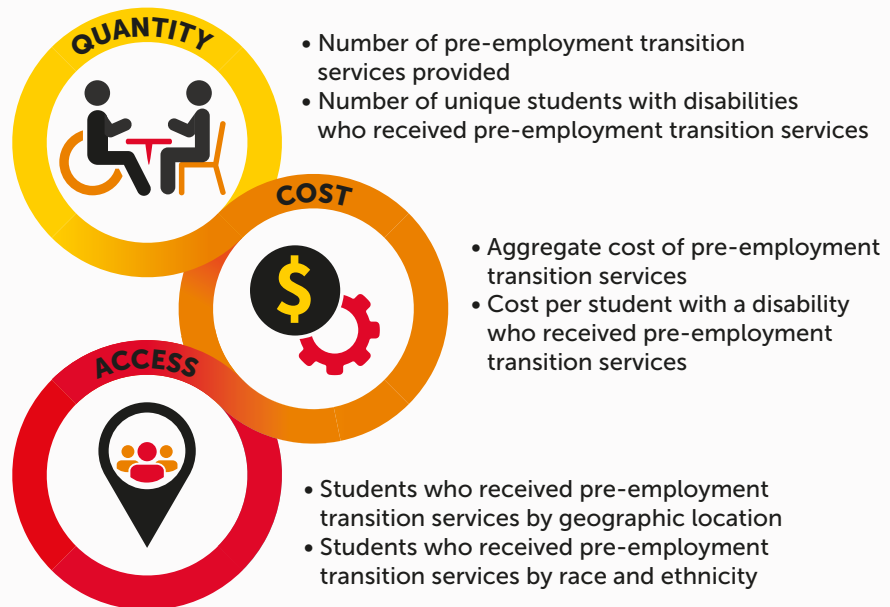 QUANTITY
• Number of pre-employment transition
services provided
• Number of unique students with disabilities
who received pre-employment transition services
COST
$
• Aggregate cost of pre-employment
transition services
• Cost per student with a disability
who received pre-employment
transition services
ACCESS
• Students who received pre-employment
transition services by geographic location
• Students who received pre-employment
transition services by race and ethnicity